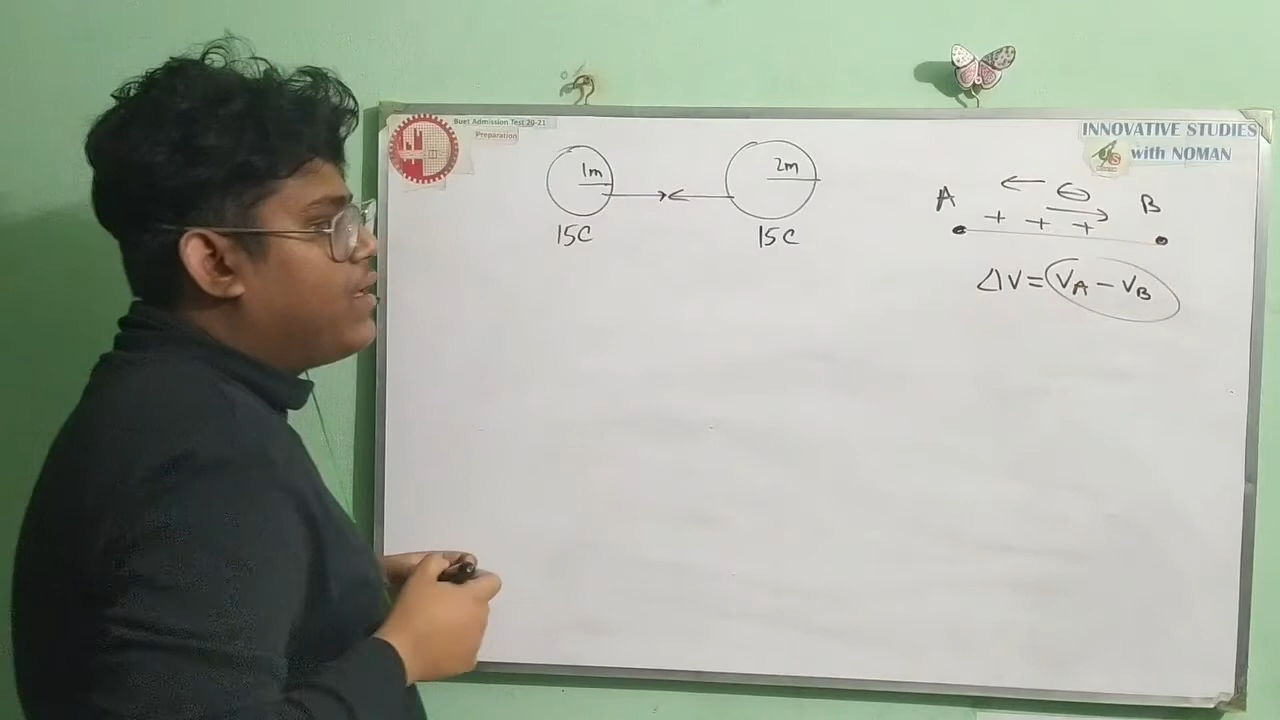 Buet Admission Test 20-21
Preparation
INNOVATIVE STUDIES
with NOMAN
1m
2m
15C
15C
A
B
⊖
+ + +
ΔV = VA - VB